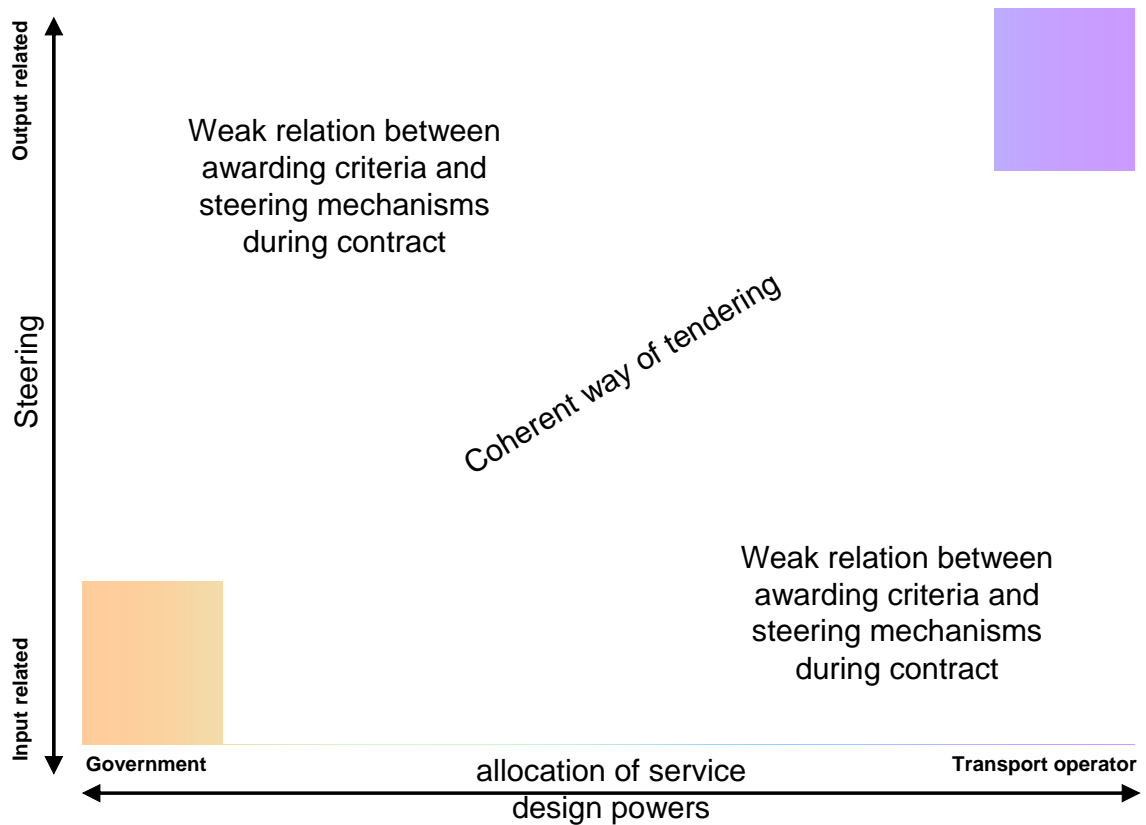 Output related
Weak relation between
awarding criteria and
steering mechanisms
during contract
Steering
Coherent way of tendering
Weak relation between
awarding criteria and
steering mechanisms
during contract
Input related
Government
allocation of service
design powers
Transport operator